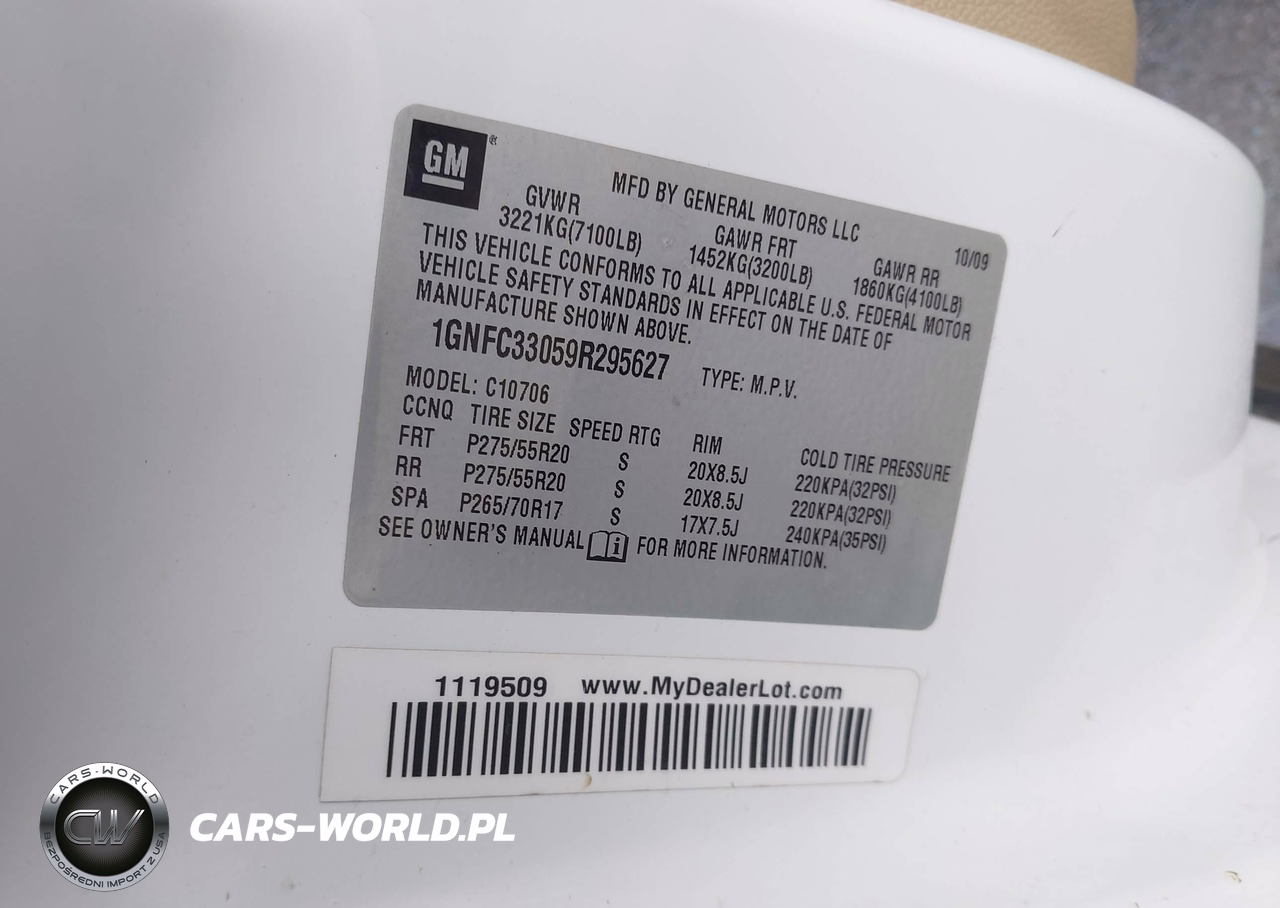 GM®
MFD BY GENERAL MOTORS LLC
10/09
GVWR GAWR FRT GAWR RR
3221KG(7100LB) 1452KG(3200LB) 1860KG(4100LB)
THIS VEHICLE CONFORMS TO ALL APPLICABLE U.S. FEDERAL MOTOR
VEHICLE SAFETY STANDARDS IN EFFECT ON THE DATE OF
MANUFACTURE SHOWN ABOVE.
1GNFC33059R295627 TYPE: M.P.V.
MODEL: C10706
CCNQ TIRE SIZE SPEED RTG RIM COLD TIRE PRESSURE
FRT P275/55R20 S 20X8.5J 220KPA(32PSI)
RR P275/55R20 S 20X8.5J 220KPA(32PSI)
SPA P265/70R17 S 17X7.5J 240KPA(35PSI)
SEE OWNER'S MANUAL i FOR MORE INFORMATION.
1119509 www.MyDealerLot.com
CARS-WORLD
CW
BEZPOŚREDNI IMPORT Z USA
CARS-WORLD.PL